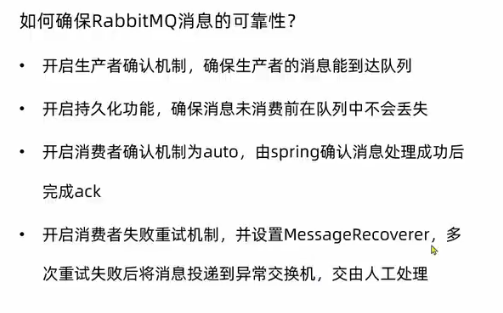 如何确保RabbitMQ消息的可靠性？
• 开启生产者确认机制，确保生产者的消息能到达队列
• 开启持久化功能，确保消息未消费前在队列中不会丢失
• 开启消费者确认机制为auto，由spring确认消息处理成功后
完成ack
• 开启消费者失败重试机制，并设置MessageRecoverer，多
次重试失败后将消息投递到异常交换机，交由人工处理